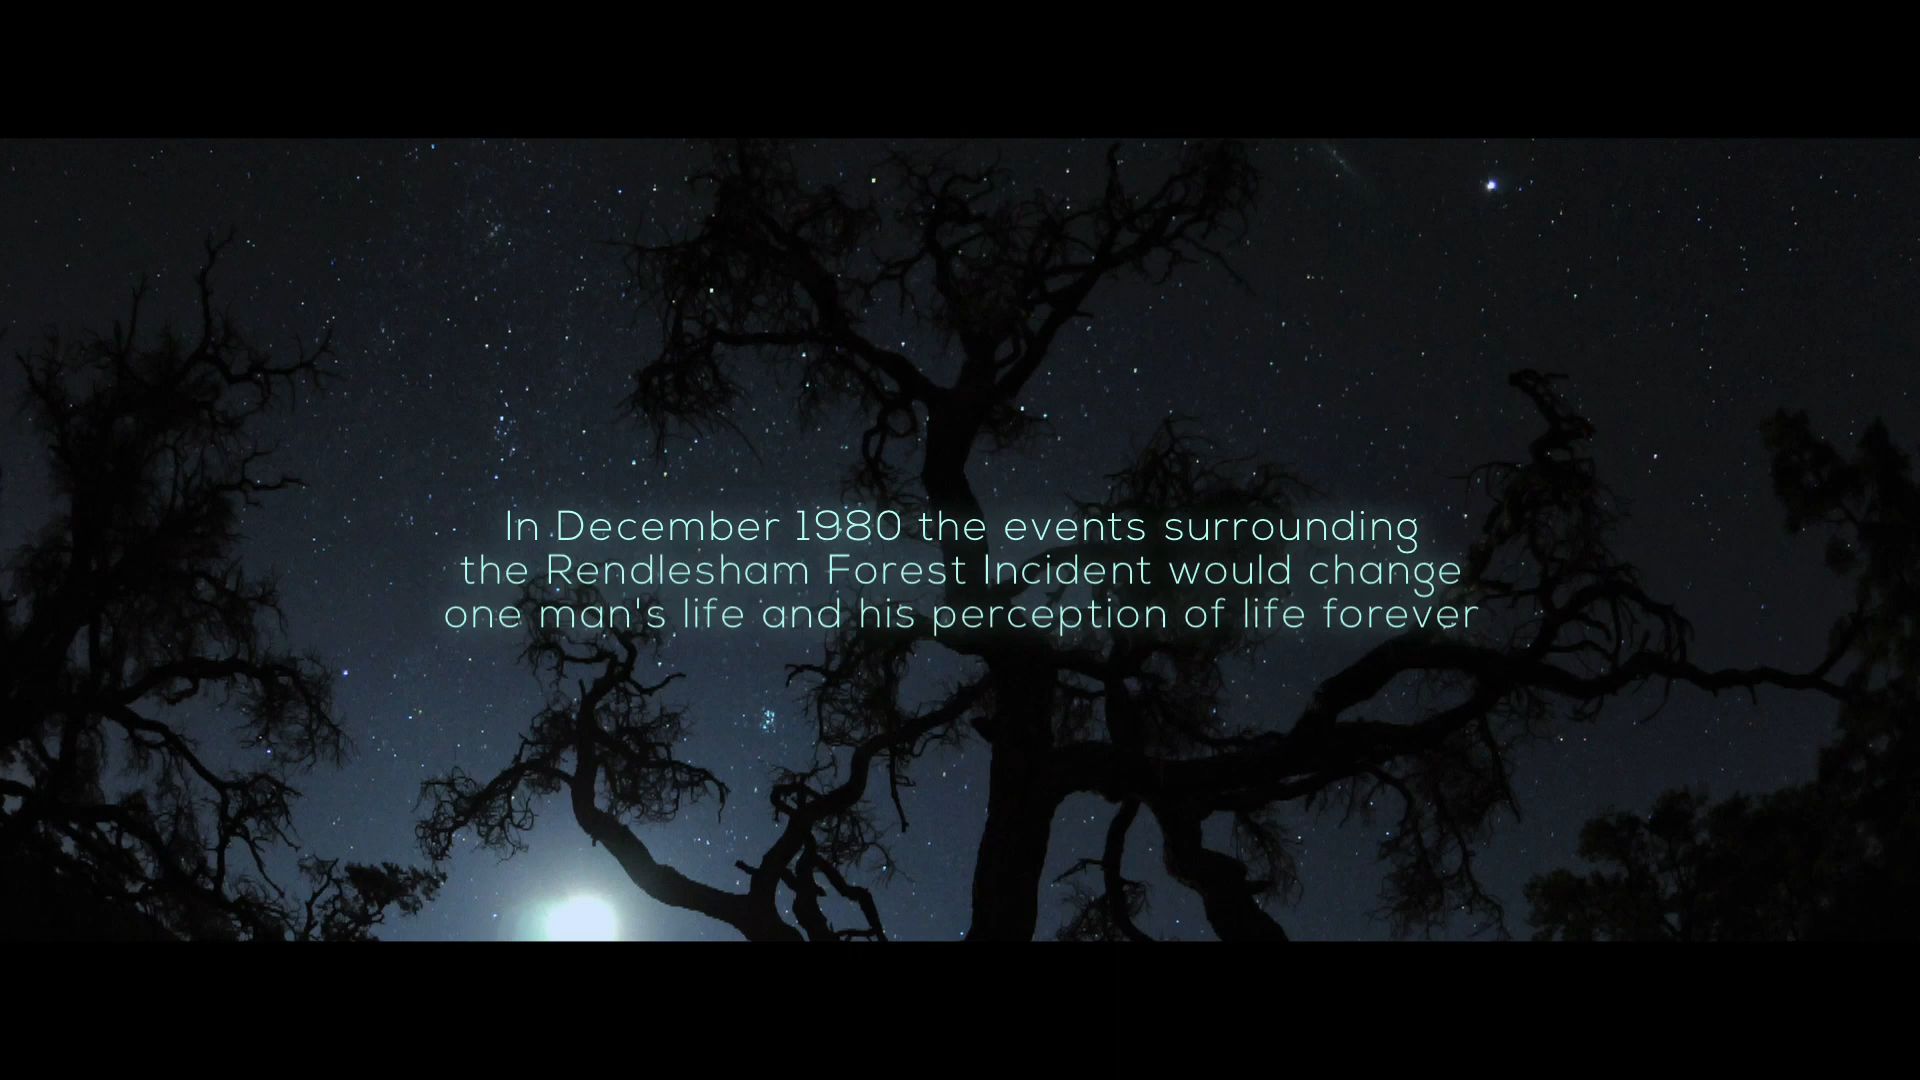 In December 1980 the events surrounding
the Rendlesham Forest Incident would change
one man's life and his perception of life forever